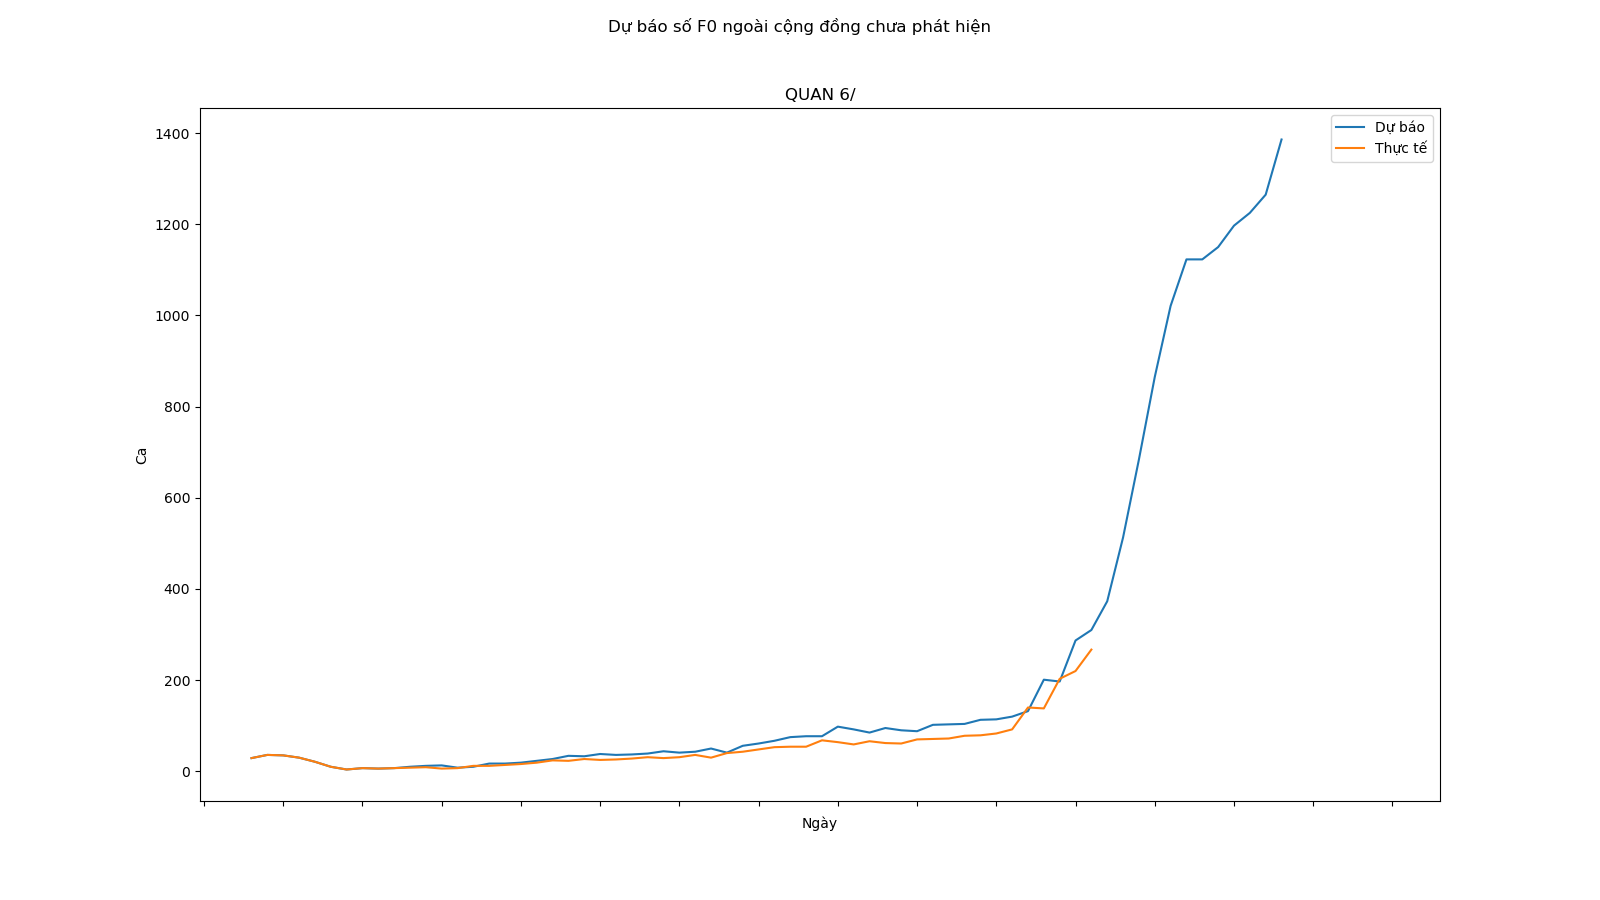 Dự báo số F0 ngoài cộng đồng chưa phát hiện
QUAN 6/
Dự báo
Thực tế
1400
1200
1000
800
600
400
200
0
Ca
Ngày